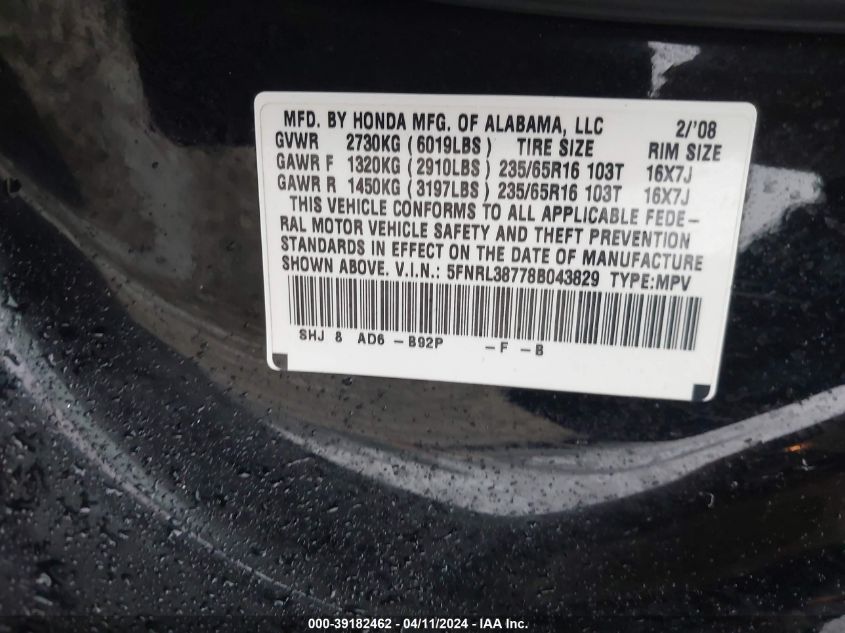 MFD. BY HONDA MFG. OF ALABAMA, LLC 2/'08
GVWR 2730KG (6019LBS) TIRE SIZE RIM SIZE
GAWR F 1320KG (2910LBS) 235/65R16 103T 16X7J
GAWR R 1450KG (3197LBS) 235/65R16 103T 16X7J
THIS VEHICLE CONFORMS TO ALL APPLICABLE FEDE-
RAL MOTOR VEHICLE SAFETY AND THEFT PREVENTION
STANDARDS IN EFFECT ON THE DATE OF MANUFACTURE
SHOWN ABOVE. V.I.N.: 5FNRL38778B043829 TYPE:MPV
SHJ 8 AD6 -B92P -F -B
000-39182462 - 04/11/2024 - IAA Inc.